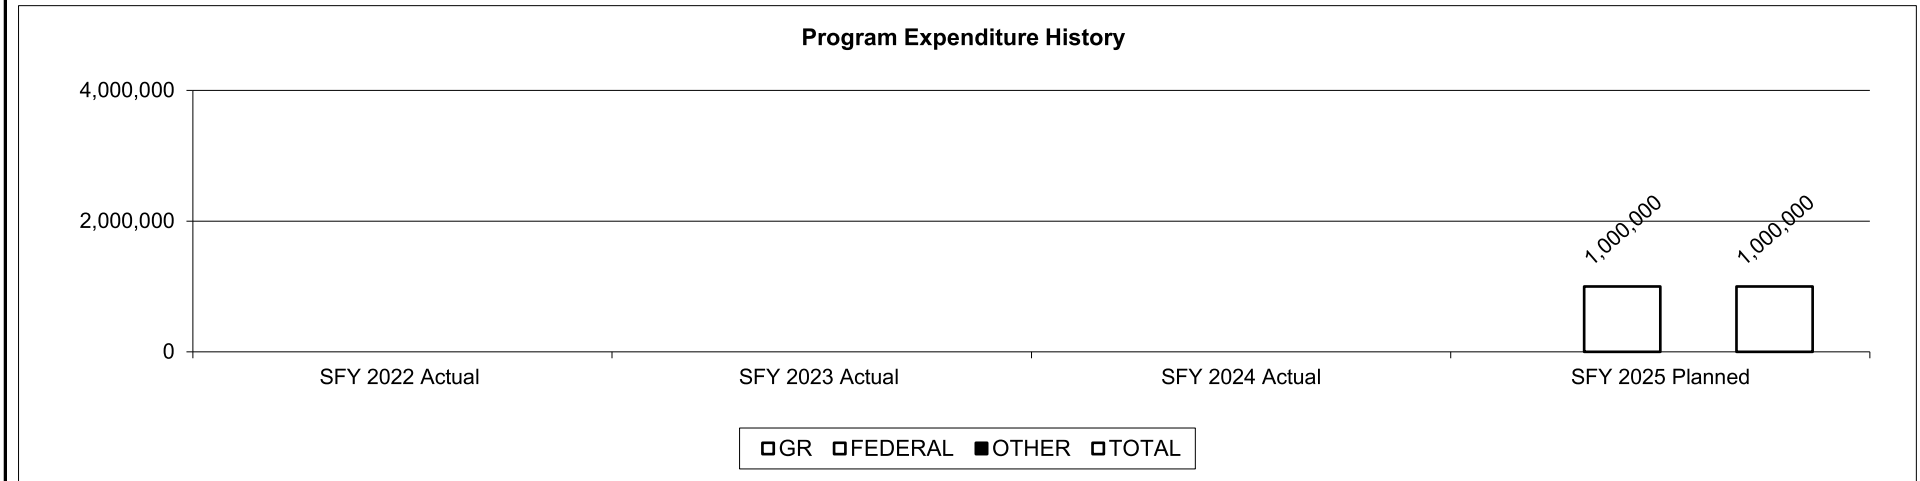 Program Expenditure History
4,000,000
2,000,000
0
1,000,000
1,000,000
SFY 2022 Actual
SFY 2023 Actual
SFY 2024 Actual
SFY 2025 Planned
GR FEDERAL OTHER TOTAL